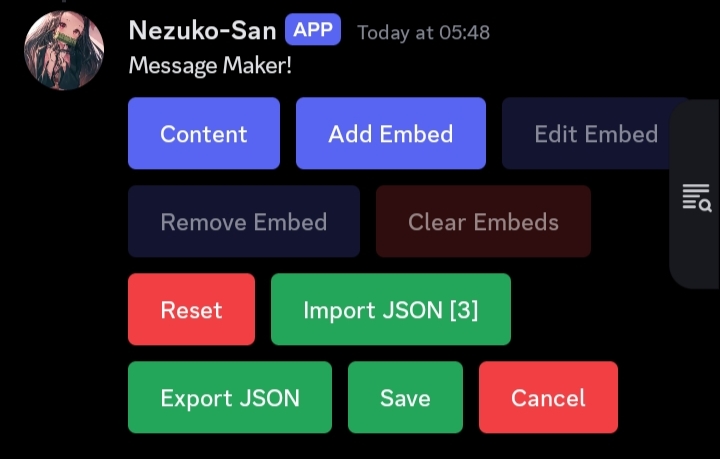 Nezuko-San APP Today at 05:48
Message Maker!
Content Add Embed Edit Embed
Remove Embed Clear Embeds
Reset Import JSON [3]
Export JSON Save Cancel